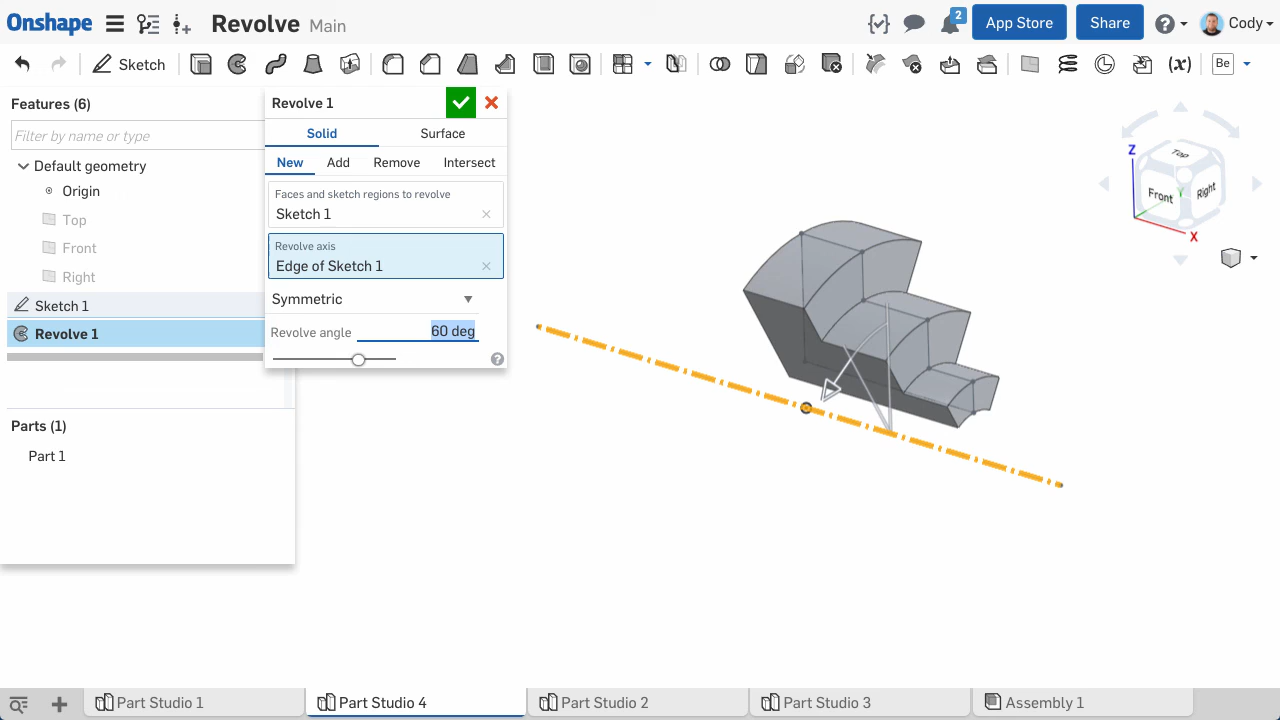 Onshape Revolve Main 2 App Store Share Cody
Sketch (x) Be
Features (6)
Filter by name or type
Default geometry
Origin
Top
Front
Right
Sketch 1
Revolve 1
Parts (1)
Part 1
Revolve 1
Solid Surface
New Add Remove Intersect
Faces and sketch regions to revolve
Sketch 1
Revolve axis
Edge of Sketch 1
Symmetric
Revolve angle 60 deg
Z Top
Front Right
Y
X
Part Studio 1 Part Studio 4 Part Studio 2 Part Studio 3 Assembly 1